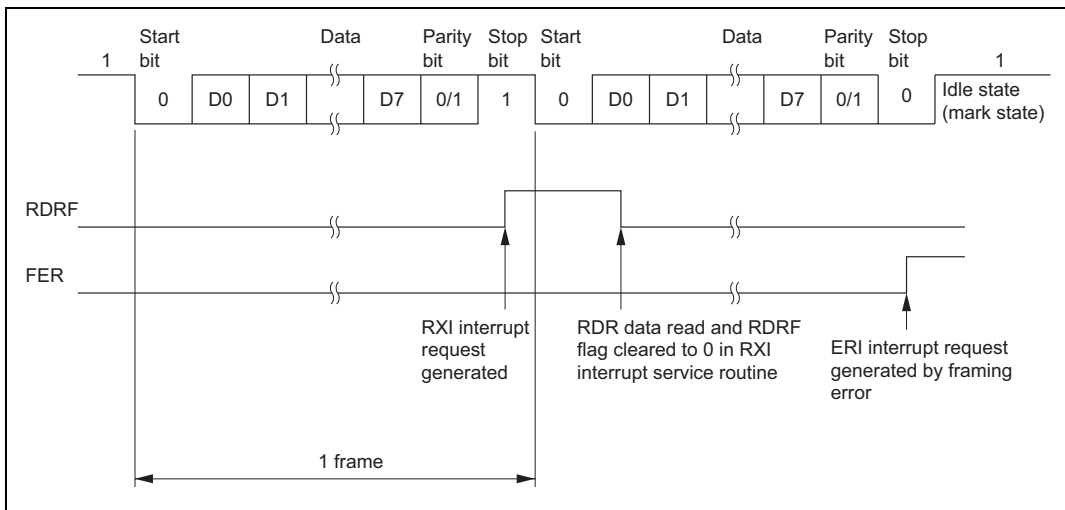 Start bit
Data
Parity bit
Stop bit
Start bit
Data
Parity bit
Stop bit
1
1
0
D0
D1
D7
0/1
1
0
D0
D1
D7
0/1
0
Idle state
(mark state)
RDRF
FER
RXI interrupt
request
generated
RDR data read and RDRF
flag cleared to 0 in RXI
interrupt service routine
ERI interrupt request
generated by framing
error
1 frame